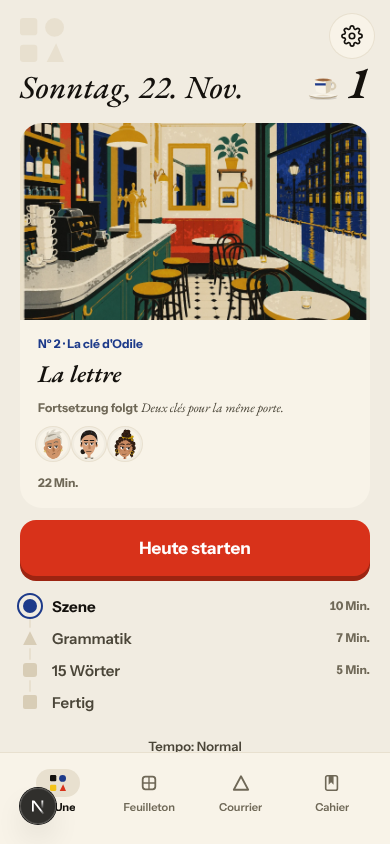 Sonntag, 22. Nov.
1
Nº 2 · La clé d'Odile
La lettre
Fortsetzung folgt Deux clés pour la même porte.
22 Min.
Heute starten
Szene
10 Min.
Grammatik
7 Min.
15 Wörter
5 Min.
Fertig
Tempo: Normal
N
Une
Feuilleton
Courrier
Cahier